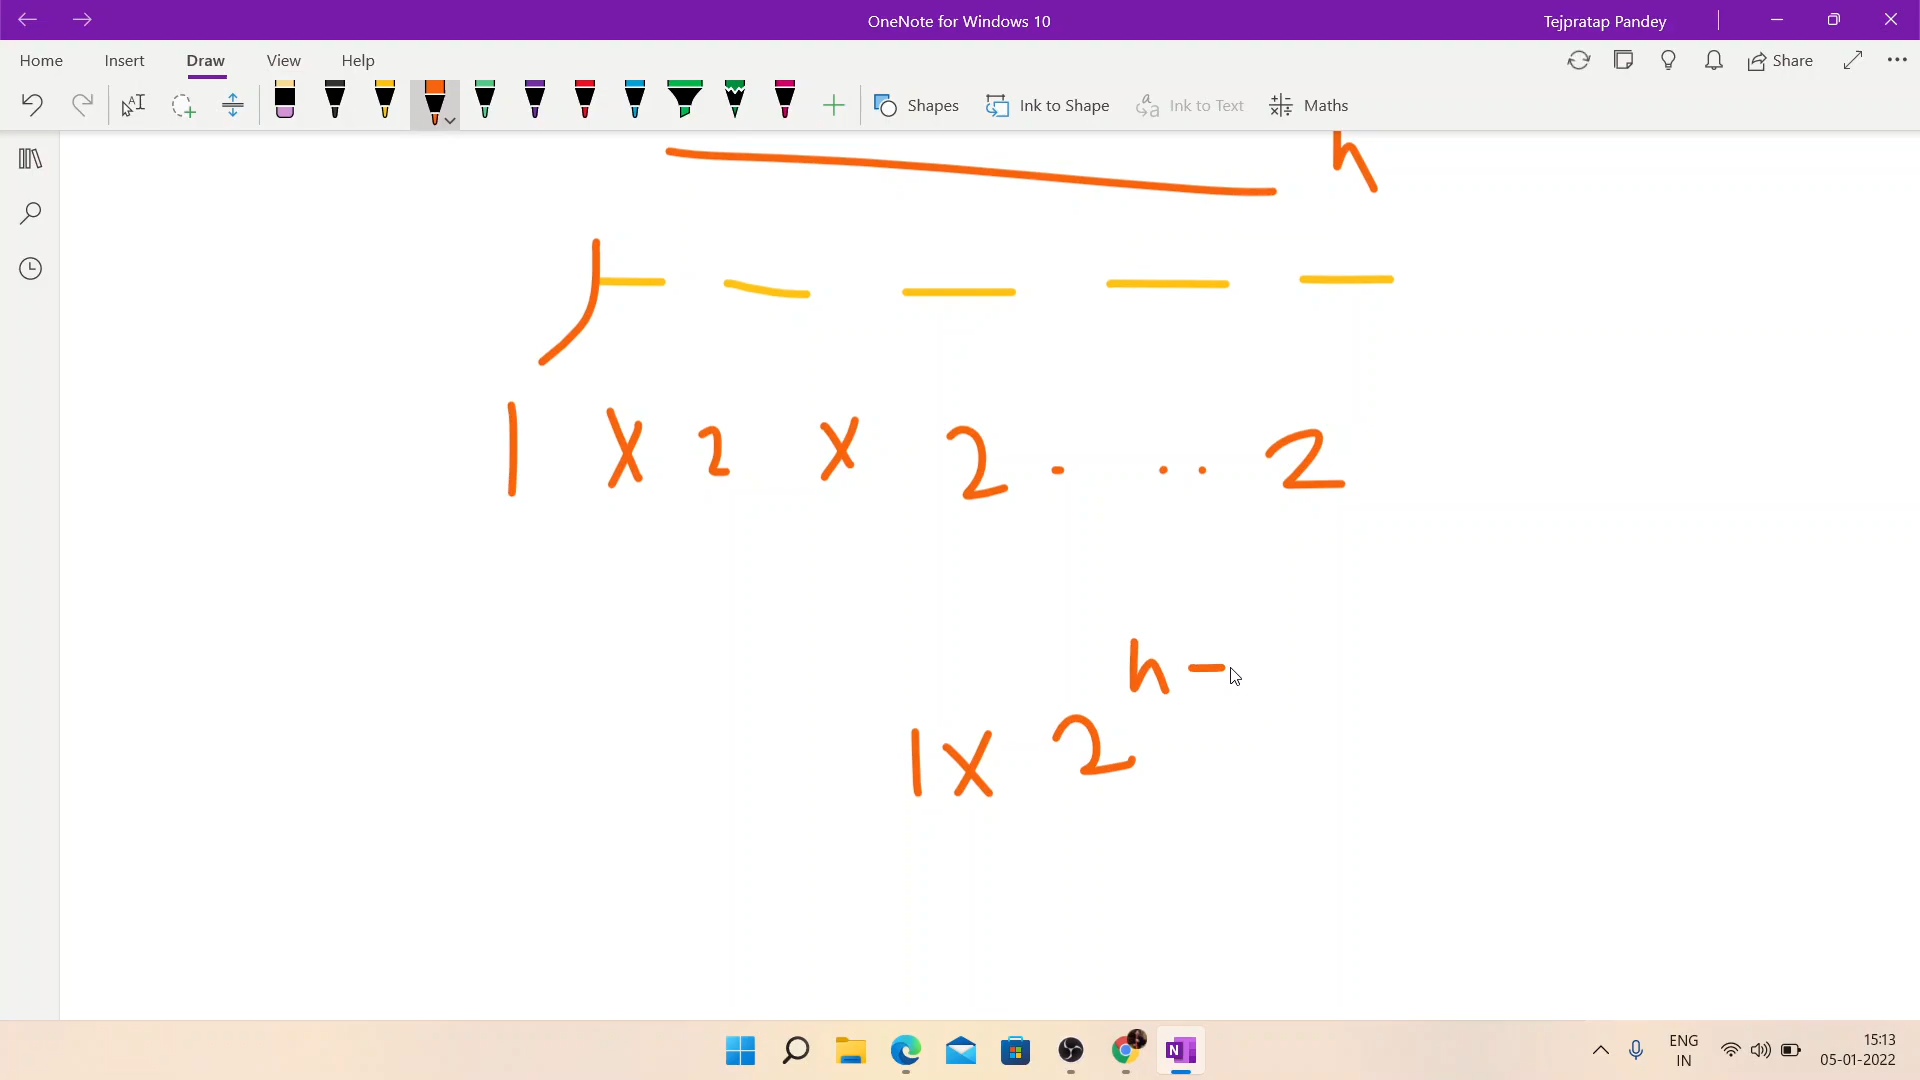 OneNote for Windows 10
Tejpratap Pandey
Home Insert Draw View Help
Share
Shapes Ink to Shape Ink to Text Maths
n
1 x 2 x 2 . . . 2
n -
1 x 2
ENG
IN
15:13
05-01-2022